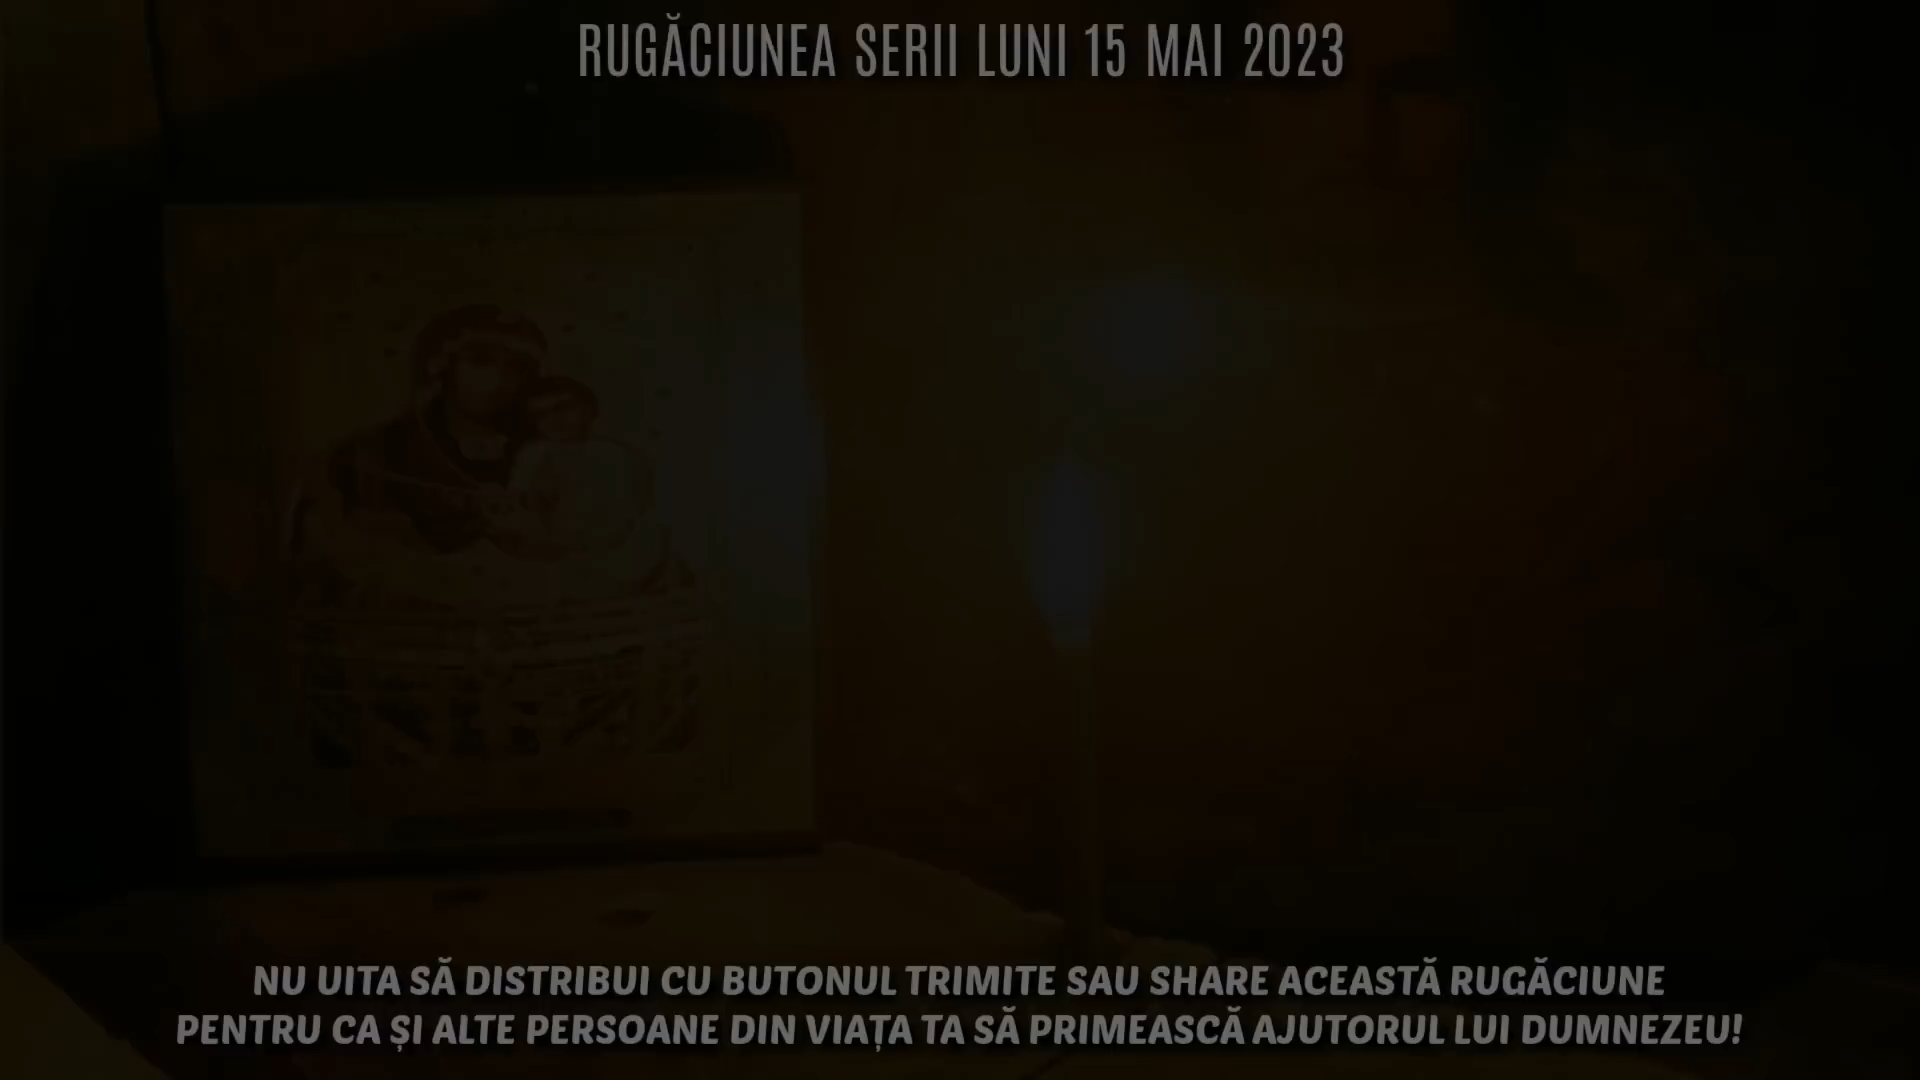 RUGĂCIUNEA SERII LUNI 15 MAI 2023
NU UITA SĂ DISTRIBUI CU BUTONUL TRIMITE SAU SHARE ACEASTĂ RUGĂCIUNE
PENTRU CA ȘI ALTE PERSOANE DIN VIAȚA TA SĂ PRIMEASCĂ AJUTORUL LUI DUMNEZEU!